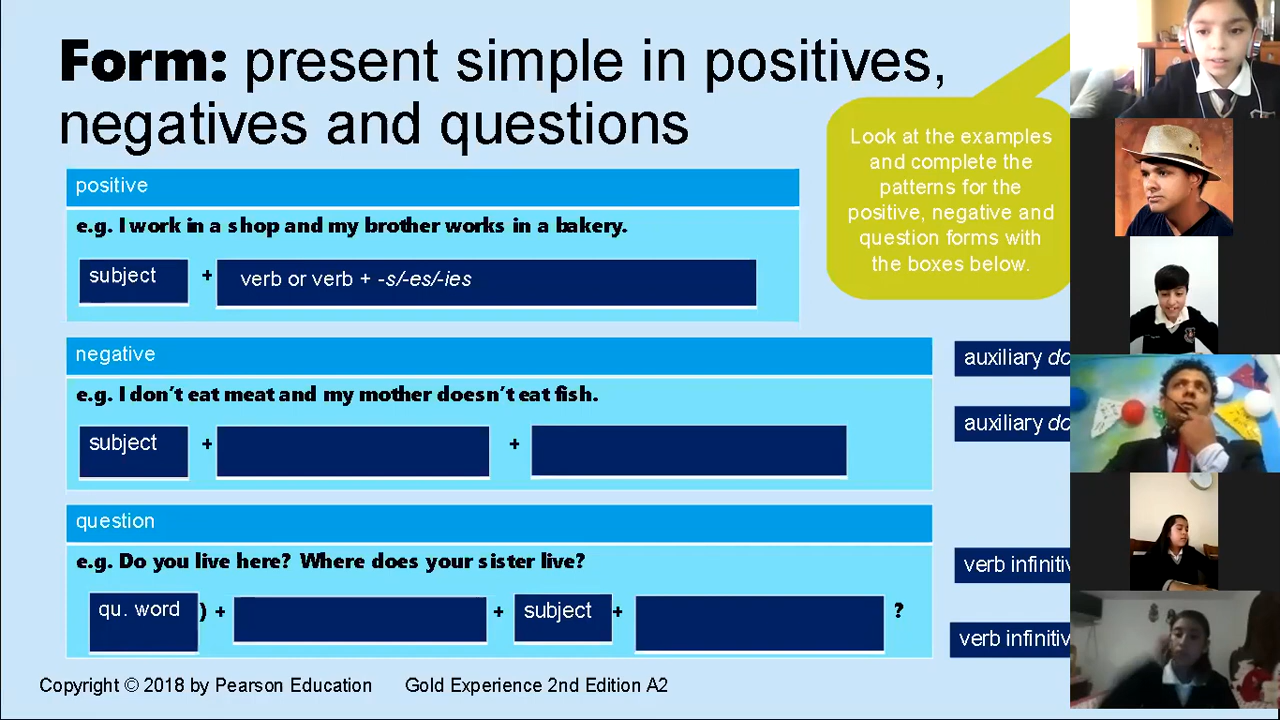 Form: present simple in positives,
negatives and questions
Look at the examples
and complete the
patterns for the
positive, negative and
question forms with
the boxes below.
positive
e.g. I work in a shop and my brother works in a bakery.
subject + verb or verb + -s/-es/-ies
negative
e.g. I don't eat meat and my mother doesn't eat fish.
subject + +
auxiliary
auxiliary
question
e.g. Do you live here? Where does your sister live?
qu. word ) + + subject + ?
verb
verb
Copyright © 2018 by Pearson Education Gold Experience 2nd Edition A2